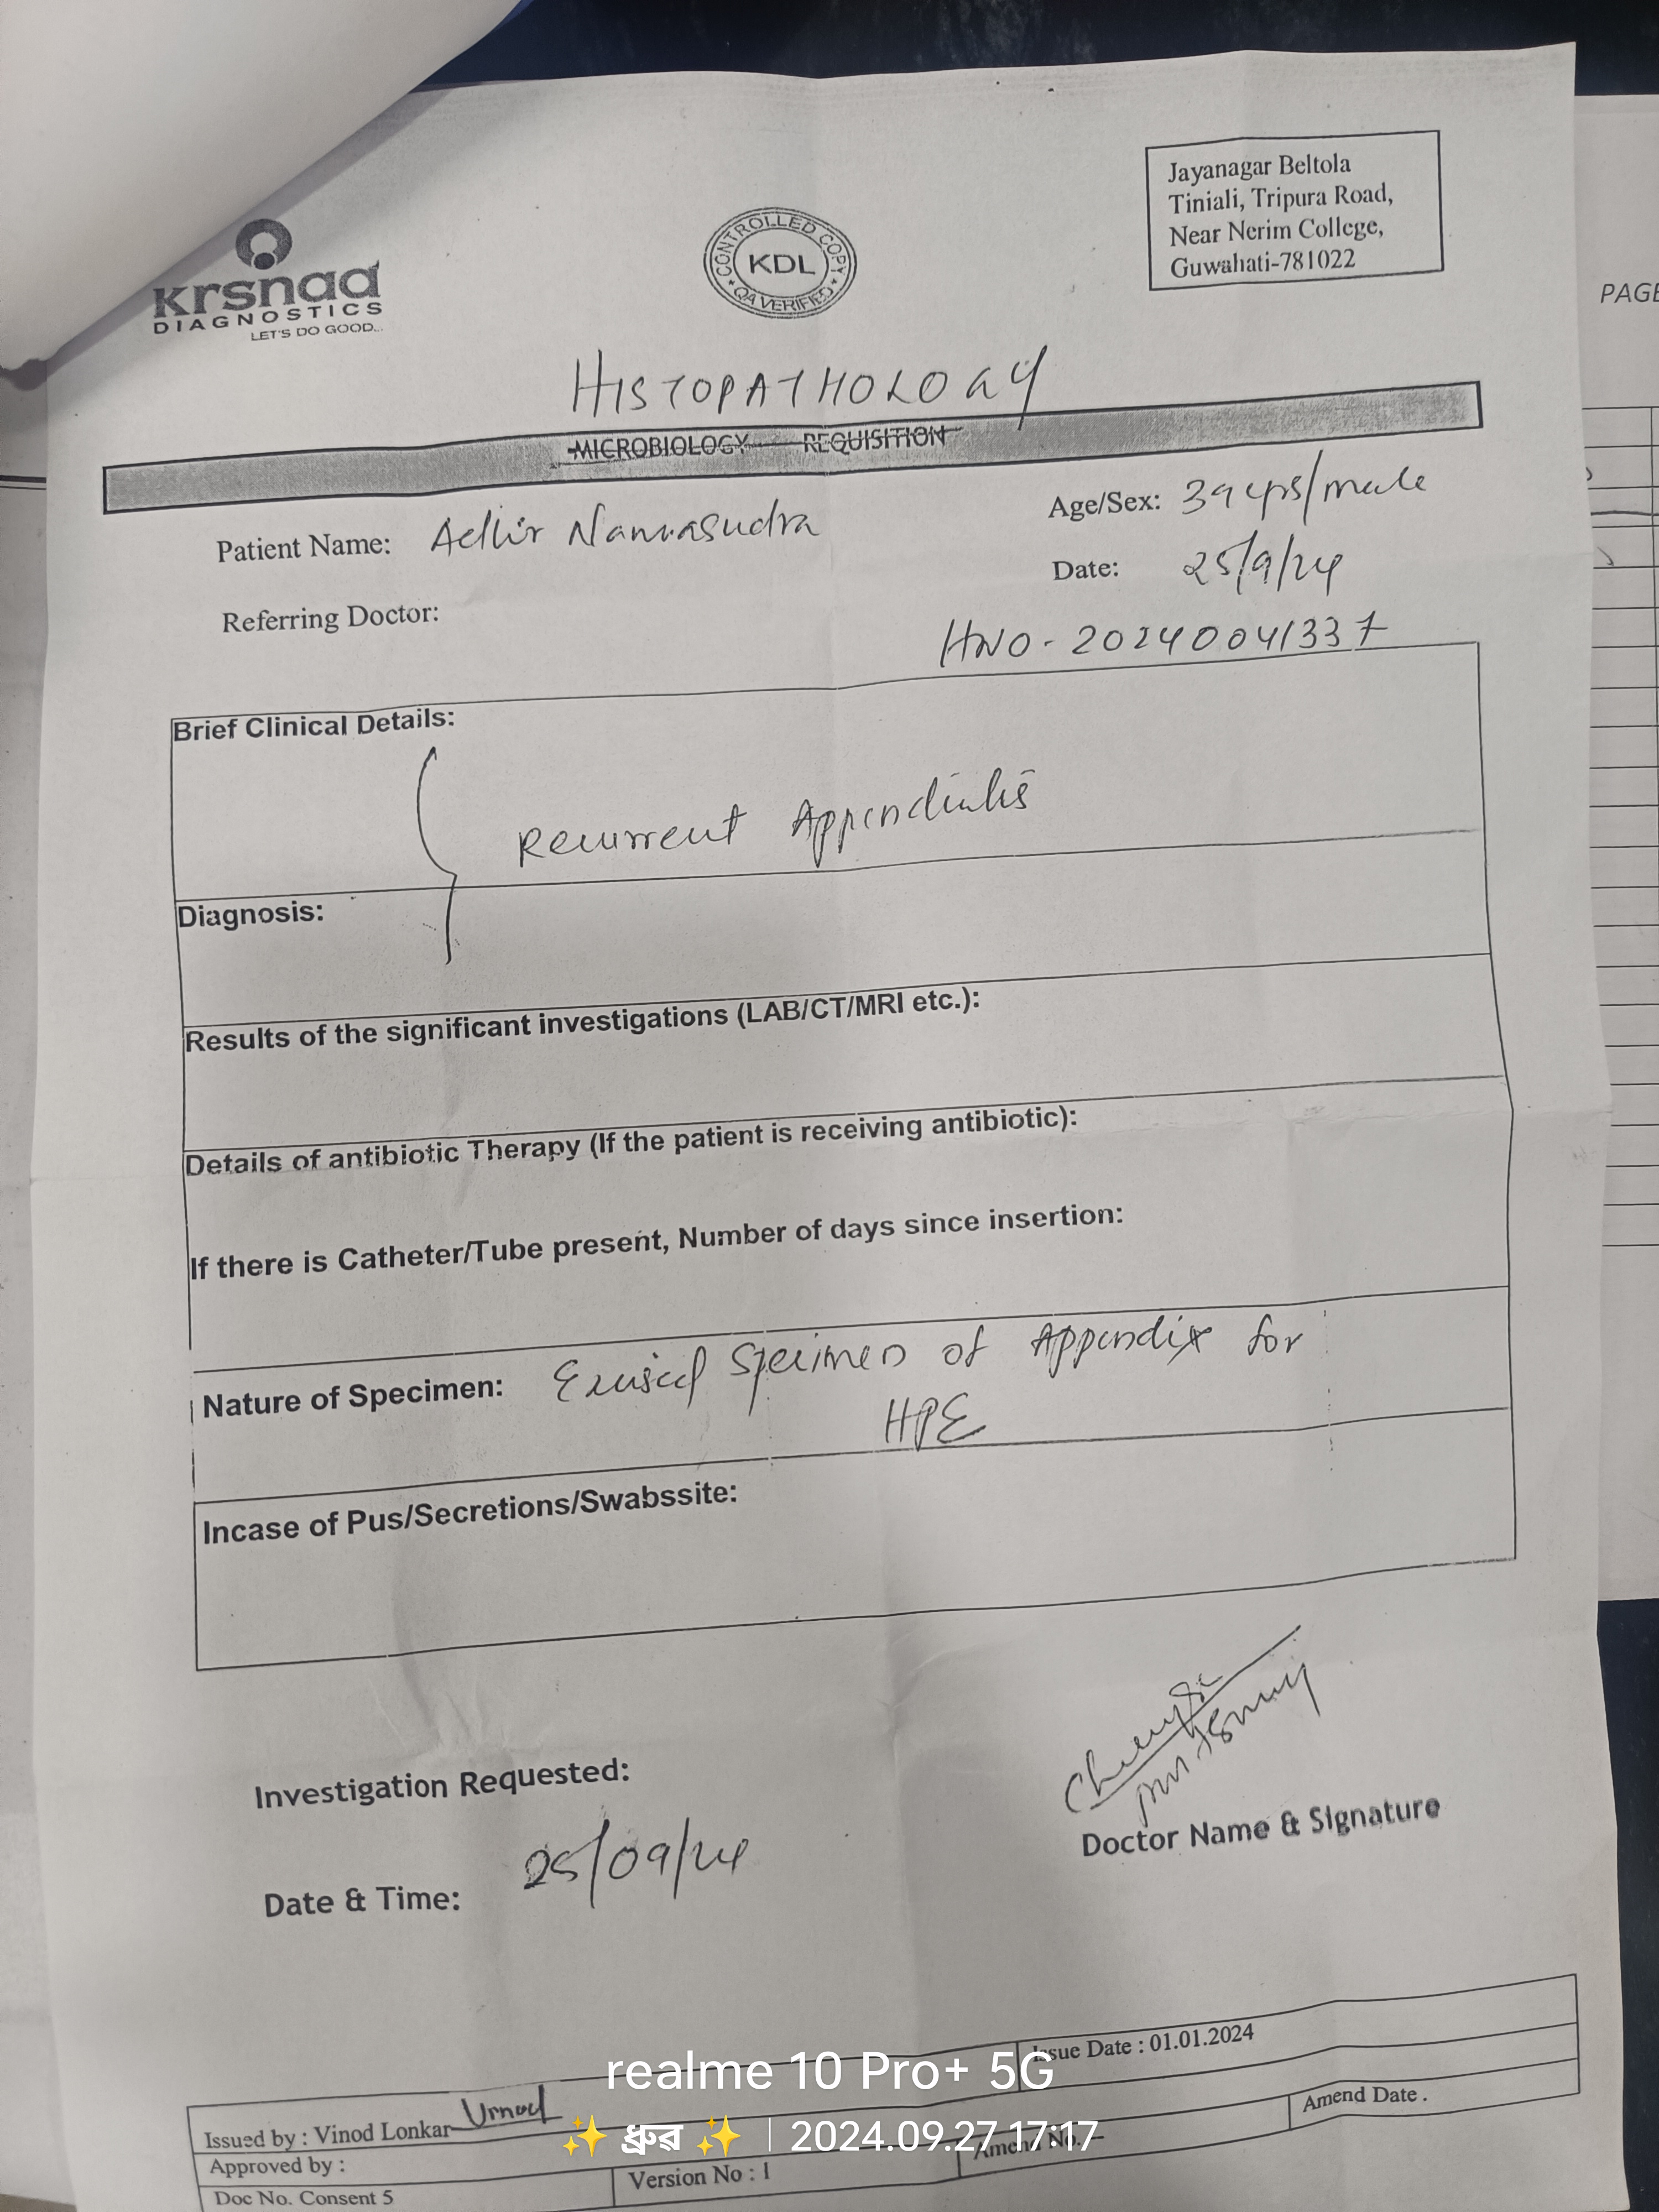 krsnaa
DIAGNOSTICS
LET'S DO GOOD...
CONTROLLED COPY
KDL
QA VERIFIED
Jayanagar Beltola
Tiniali, Tripura Road,
Near Nerim College,
Guwahati-781022
PAGE
HISTOPATHOLOGY
MICROBIOLOGY REQUISITION
Patient Name: Adhir Namasudra
Age/Sex: 39 yrs/male
Date: 25/9/24
Referring Doctor:
HNO - 20240041337
Brief Clinical Details:
Recurrent Appendicitis
Diagnosis:
Results of the significant investigations (LAB/CT/MRI etc.):
Details of antibiotic Therapy (If the patient is receiving antibiotic):
If there is Catheter/Tube present, Number of days since insertion:
Nature of Specimen: Excised Specimen of Appendix for
HPE
Incase of Pus/Secretions/Swabssite:
Investigation Requested:
Doctor Name & Signature
Date & Time: 25/09/24
Issue Date : 01.01.2024
Issued by : Vinod Lonkar
Amend Date .
Approved by :
Amend No. --
Version No : 1
Doc No. Consent 5
realme 10 Pro+ 5G
✨ ধ্রুৱ ✨ | 2024.09.27 17:17